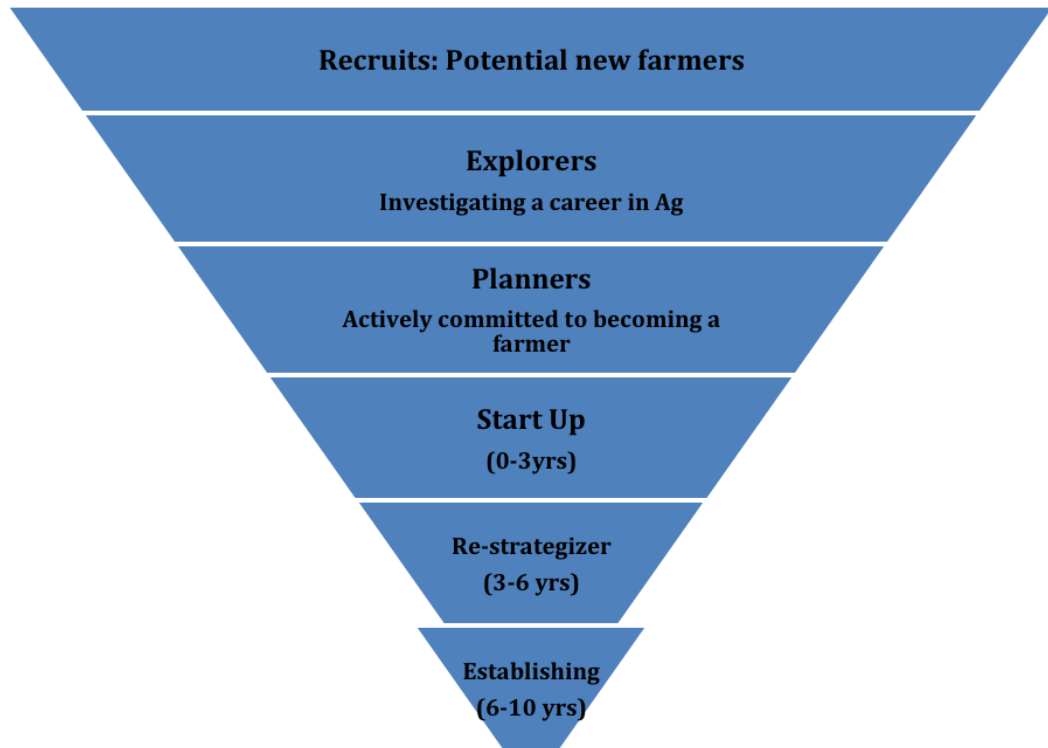 Recruits: Potential new farmers
Explorers
Investigating a career in Ag
Planners
Actively committed to becoming a
farmer
Start Up
(0-3yrs)
Re-strategizer
(3-6 yrs)
Establishing
(6-10 yrs)